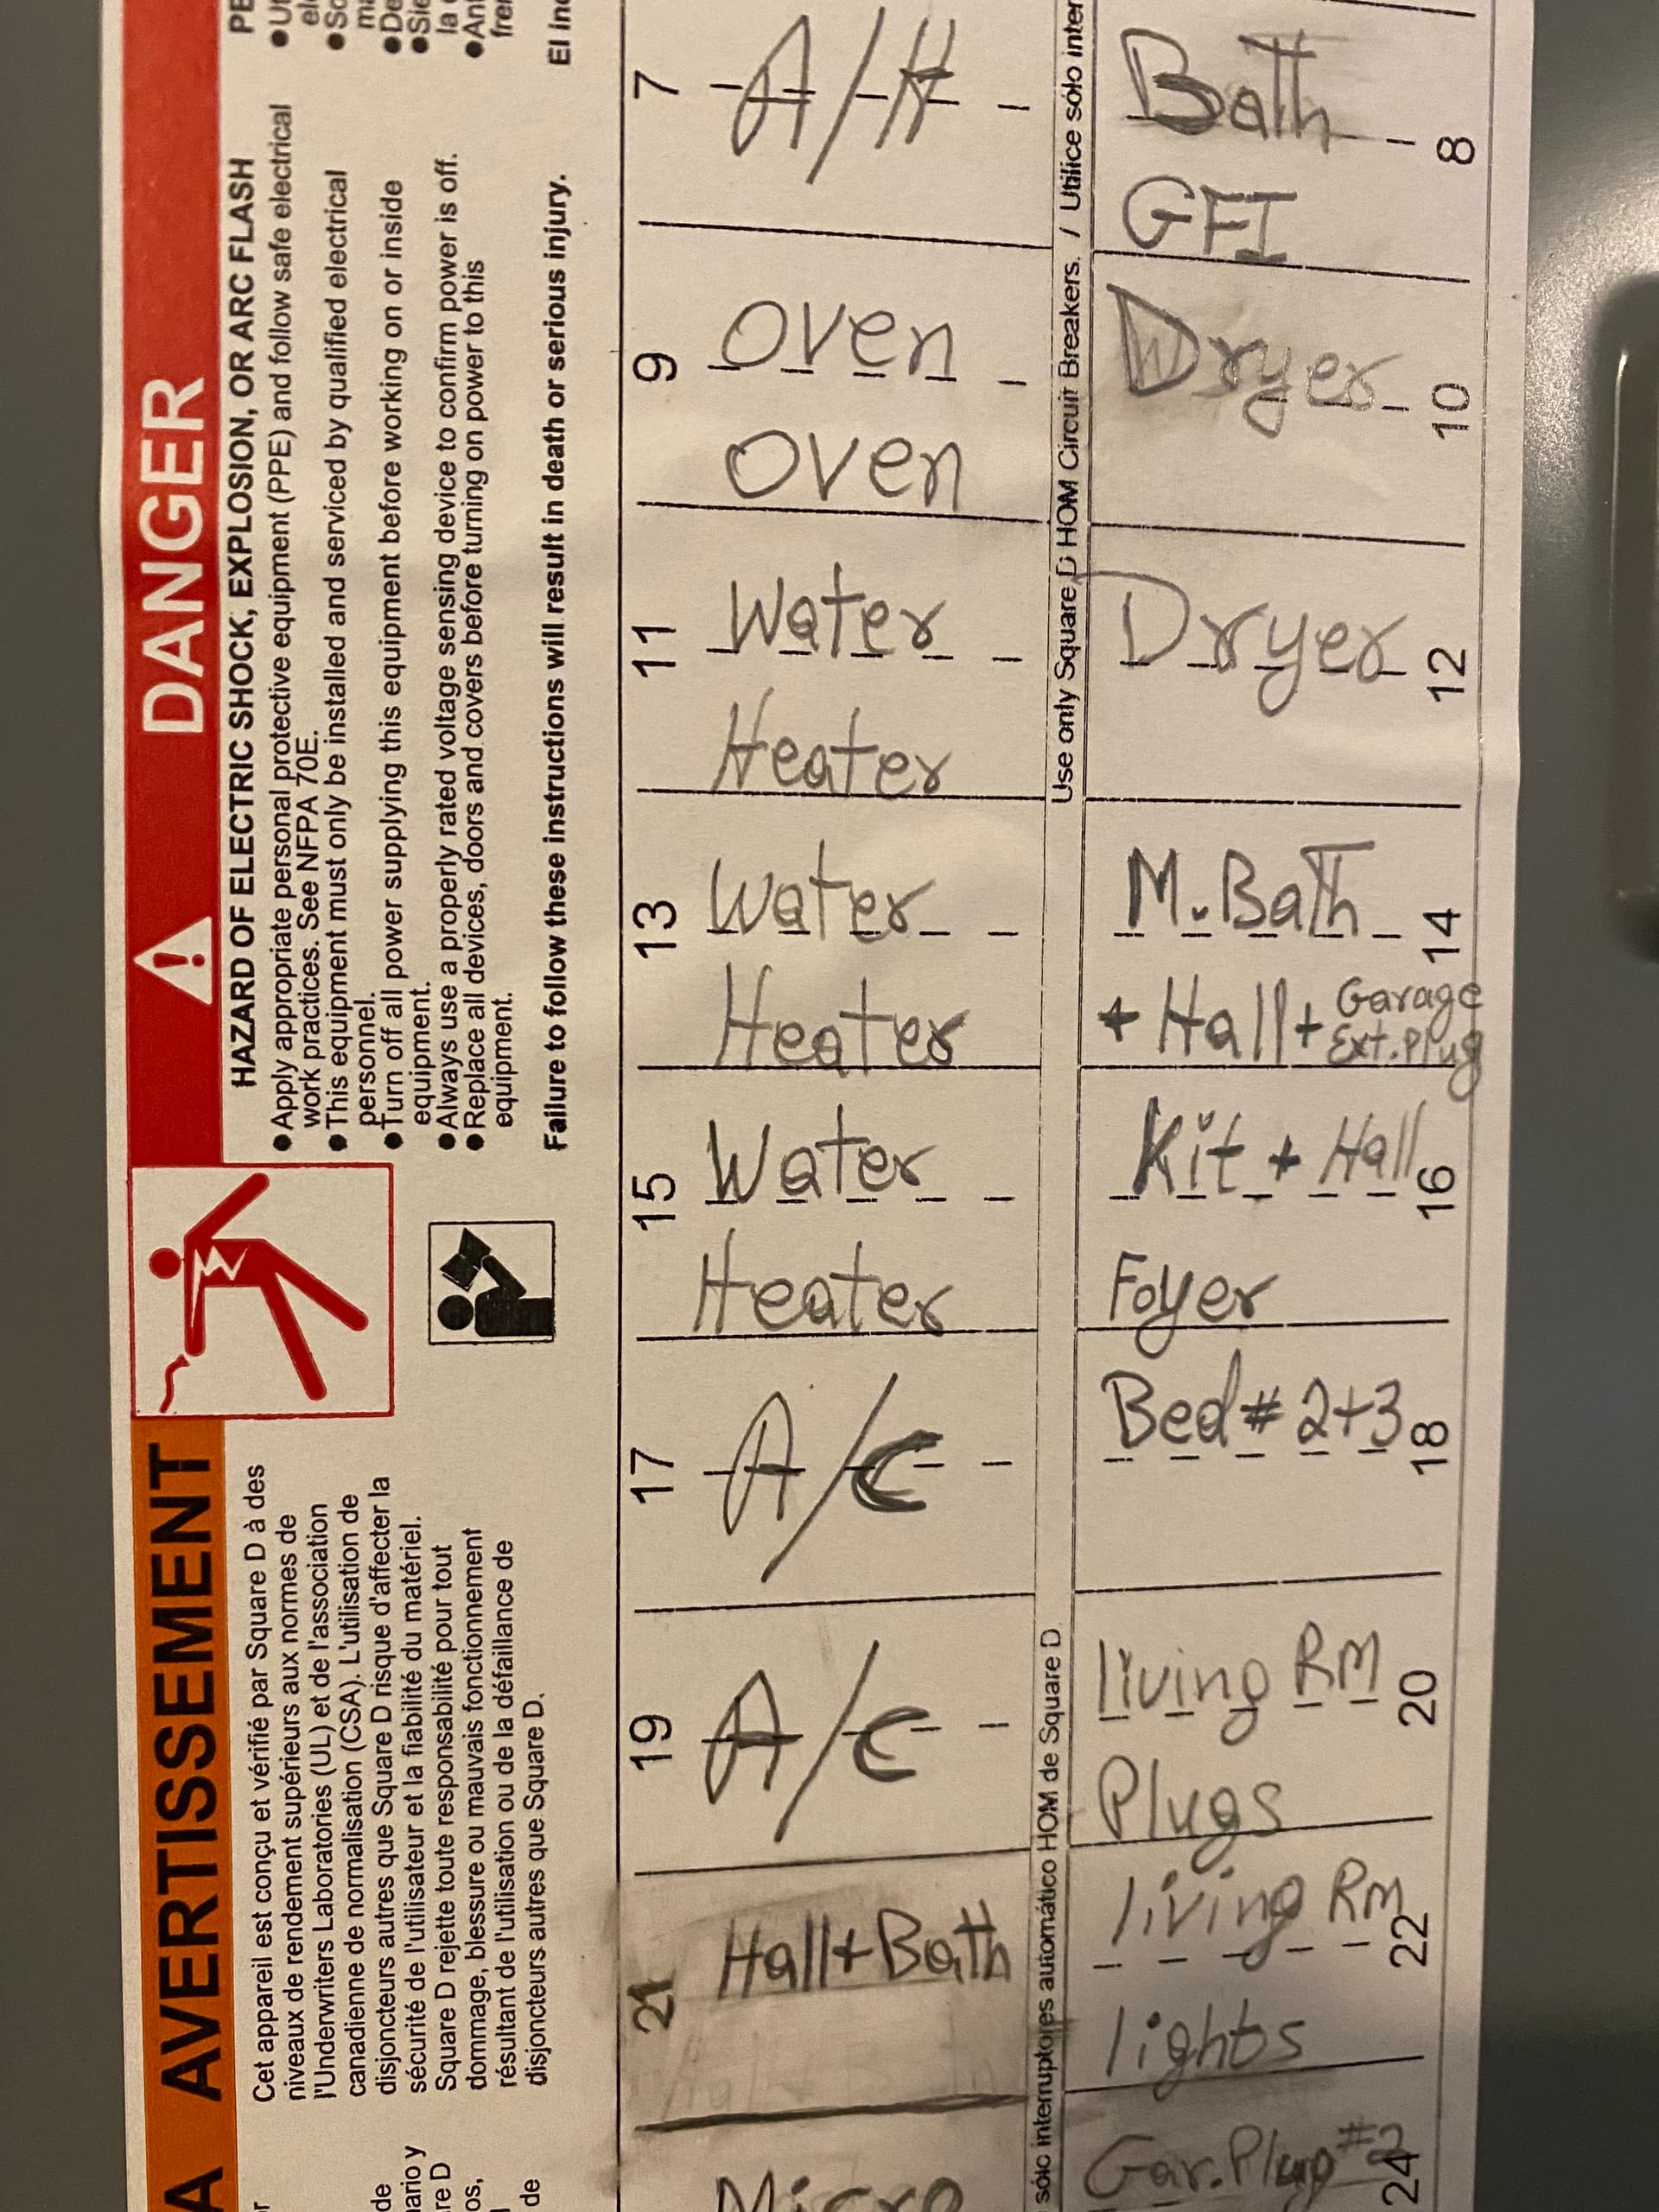 DANGER
HAZARD OF ELECTRIC SHOCK, EXPLOSION, OR ARC FLASH
●Apply appropriate personal protective equipment (PPE) and follow safe electrical
work practices. See NFPA 70E.
●This equipment must only be installed and serviced by qualified electrical
personnel.
●Turn off all power supplying this equipment before working on or inside
equipment.
●Always use a properly rated voltage sensing device to confirm power is off.
●Replace all devices, doors and covers before turning on power to this
equipment.
Failure to follow these instructions will result in death or serious injury.
AVERTISSEMENT
Cet appareil est conçu et vérifié par Square D à des
niveaux de rendement supérieurs aux normes de
l'Underwriters Laboratories (UL) et de l'association
canadienne de normalisation (CSA). L'utilisation de
disjoncteurs autres que Square D risque d'affecter la
sécurité de l'utilisateur et la fiabilité du matériel.
Square D rejette toute responsabilité pour tout
dommage, blessure ou mauvais fonctionnement
résultant de l'utilisation ou de la défaillance de
disjoncteurs autres que Square D.
El
de
de
7
A/H
9
Oven
Oven
11
Water
Heater
13
Water
Heater
15
Water
Heater
17
A/C
19
A/C
21
Hall+Bath
Micro
Use only Square D HOM Circuit Breakers. / Utilice sólo
sólo interruptores automático HOM de Square D
Bath
GFI
8
Dryer
10
Dryer
12
M.Bath
+ Hall + Garage
Ext. Plug
14
Kit + Hall
Foyer
16
Bed # 2+3
18
living RM
Plugs
20
living RM
lights
22
Gar. Plug #2
24